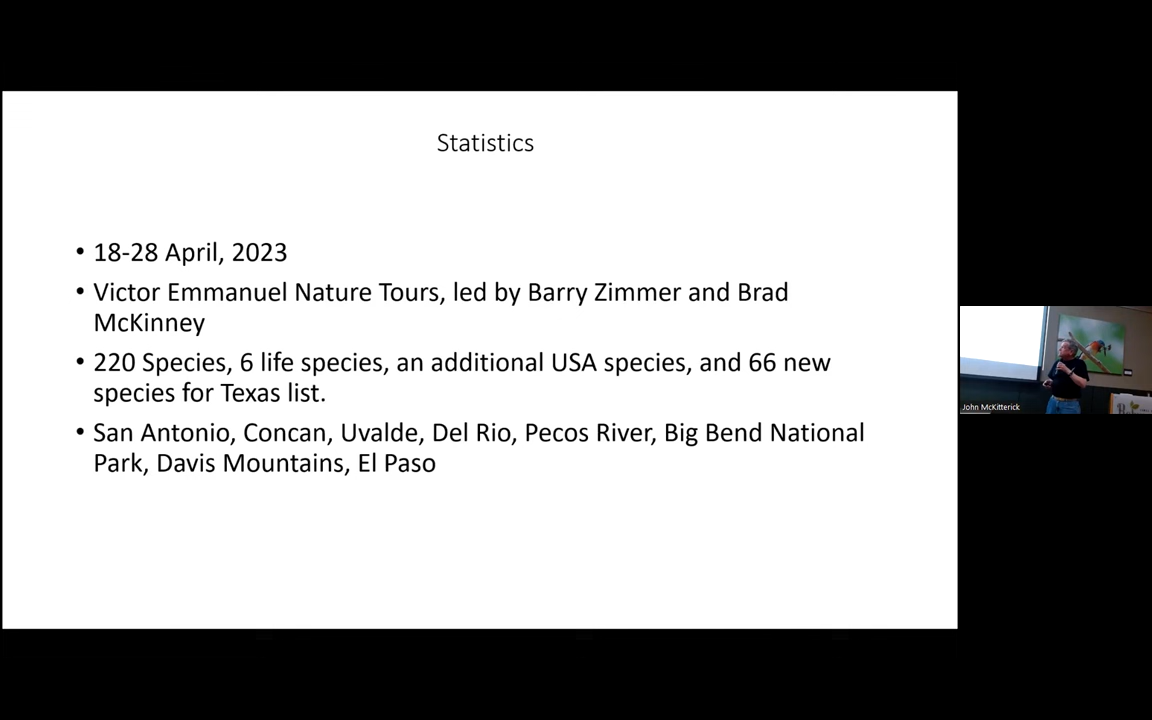 Statistics
• 18-28 April, 2023
• Victor Emmanuel Nature Tours, led by Barry Zimmer and Brad
McKinney
• 220 Species, 6 life species, an additional USA species, and 66 new
species for Texas list.
• San Antonio, Concan, Uvalde, Del Rio, Pecos River, Big Bend National
Park, Davis Mountains, El Paso
John McKitterick